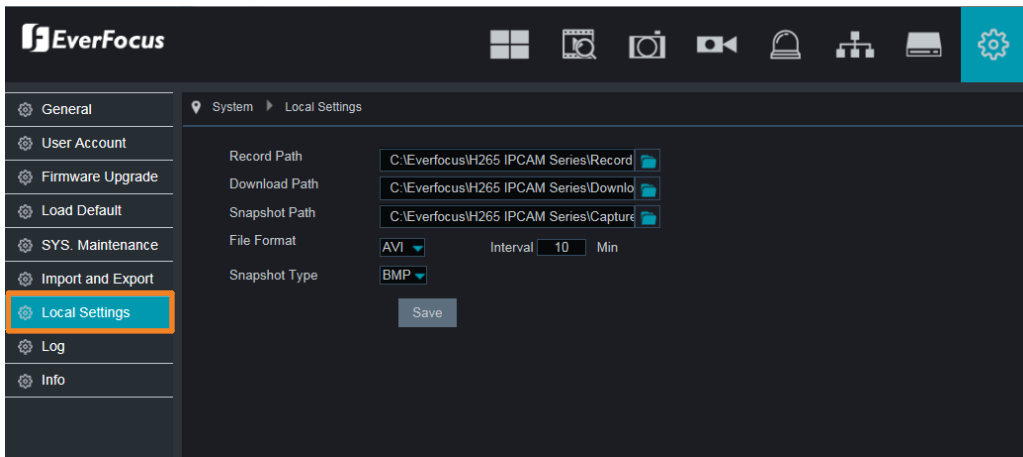 EverFocus
General
User Account
Firmware Upgrade
Load Default
SYS. Maintenance
Import and Export
Local Settings
Log
Info
System Local Settings
Record Path C:\Everfocus\H265 IPCAM Series\Record
Download Path C:\Everfocus\H265 IPCAM Series\Downlo
Snapshot Path C:\Everfocus\H265 IPCAM Series\Capture
File Format AVI Interval 10 Min
Snapshot Type BMP
Save